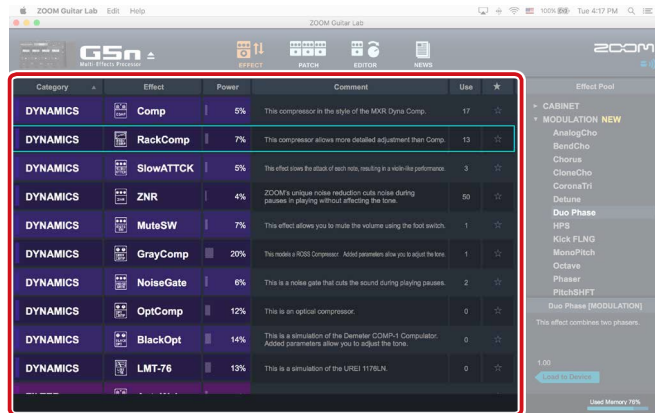 ZOOM Guitar Lab Edit Help
100% Tue 4:17 PM
ZOOM Guitar Lab
G5n
Multi-Effects Processor
EFFECT PATCH EDITOR NEWS
ZOOM
Category Effect Power Comment Use ★
DYNAMICS Comp 5% This compressor in the style of the MXR Dyna Comp. 17
DYNAMICS RackComp 7% This compressor allows more detailed adjustment than Comp. 13
DYNAMICS SlowATTCK 5% This effect slows the attack of each note, resulting in a violin-like performance. 3
DYNAMICS ZNR 4% ZOOM's unique noise reduction cuts noise during
pauses in playing without affecting the tone. 50
DYNAMICS MuteSW 7% This effect allows you to mute the volume using the foot switch. 1
DYNAMICS GrayComp 20% This models a ROSS Compressor. Added parameters allow you to adjust the tone. 1
DYNAMICS NoiseGate 6% This is a noise gate that cuts the sound during playing pauses. 2
DYNAMICS OptComp 12% This is an optical compressor. 0
DYNAMICS BlackOpt 14% This is a simulation of the Demeter COMP-1 Compulator.
Added parameters allow you to adjust the tone. 0
DYNAMICS LMT-76 13% This is a simulation of the UREI 1176LN. 0
Effect Pool
CABINET
MODULATION NEW
AnalogCho
BendCho
Chorus
CloneCho
CoronaTri
Detune
Duo Phase
HPS
Kick FLNG
MonoPitch
Octave
Phaser
PitchSHFT
Duo Phase [MODULATION]
This effect combines two phasers.
1.00
Load to Device
Used Memory 78%